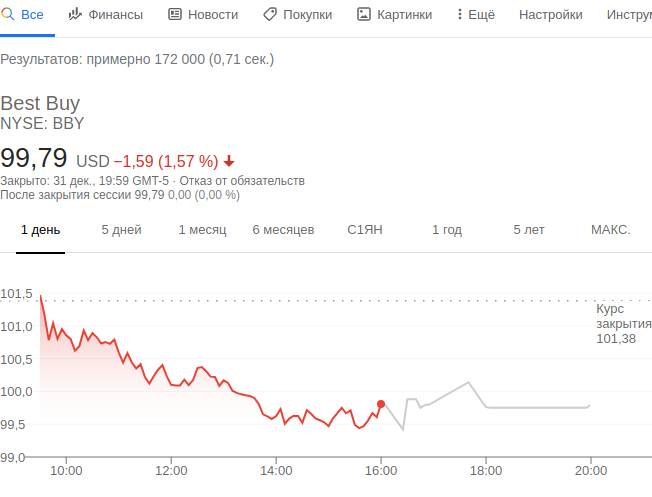 Все Финансы Новости Покупки Картинки Ещё Настройки
Результатов: примерно 172 000 (0,71 сек.)
Best Buy
NYSE: BBY
99,79 USD −1,59 (1,57 %)
Закрыто: 31 дек., 19:59 GMT-5 · Отказ от обязательств
После закрытия сессии 99,79 0,00 (0,00 %)
1 день 5 дней 1 месяц 6 месяцев С1ЯН 1 год 5 лет МАКС.
101,5
Курс
закрытия
101,38
101,0
100,5
100,0
99,5
99,0
10:00 12:00 14:00 16:00 18:00 20:00